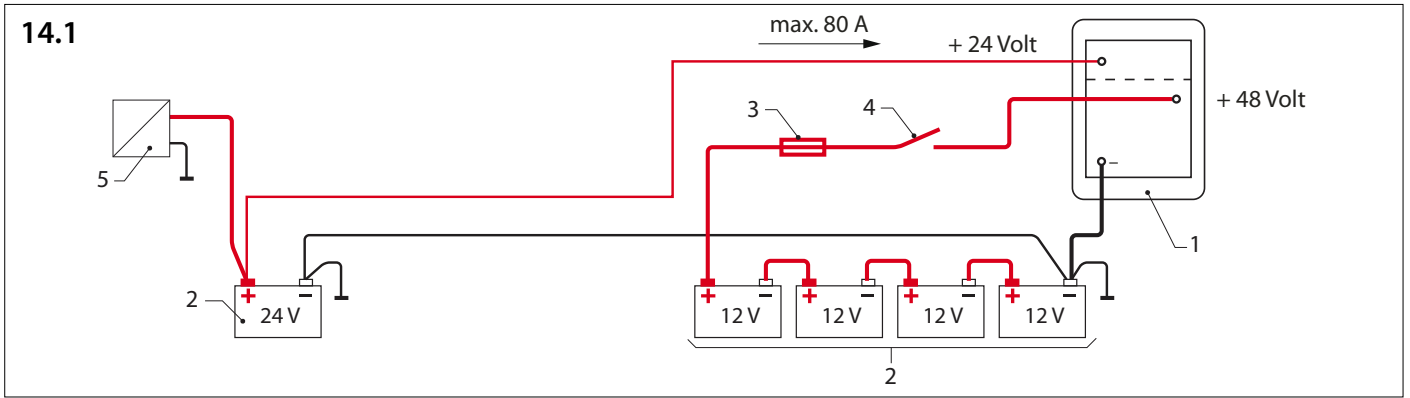 14.1
max. 80 A
+ 24 Volt
+ 48 Volt
3
4
5
–
1
2
+ –
24 V
+ –
12 V
+ –
12 V
+ –
12 V
+ –
12 V
2